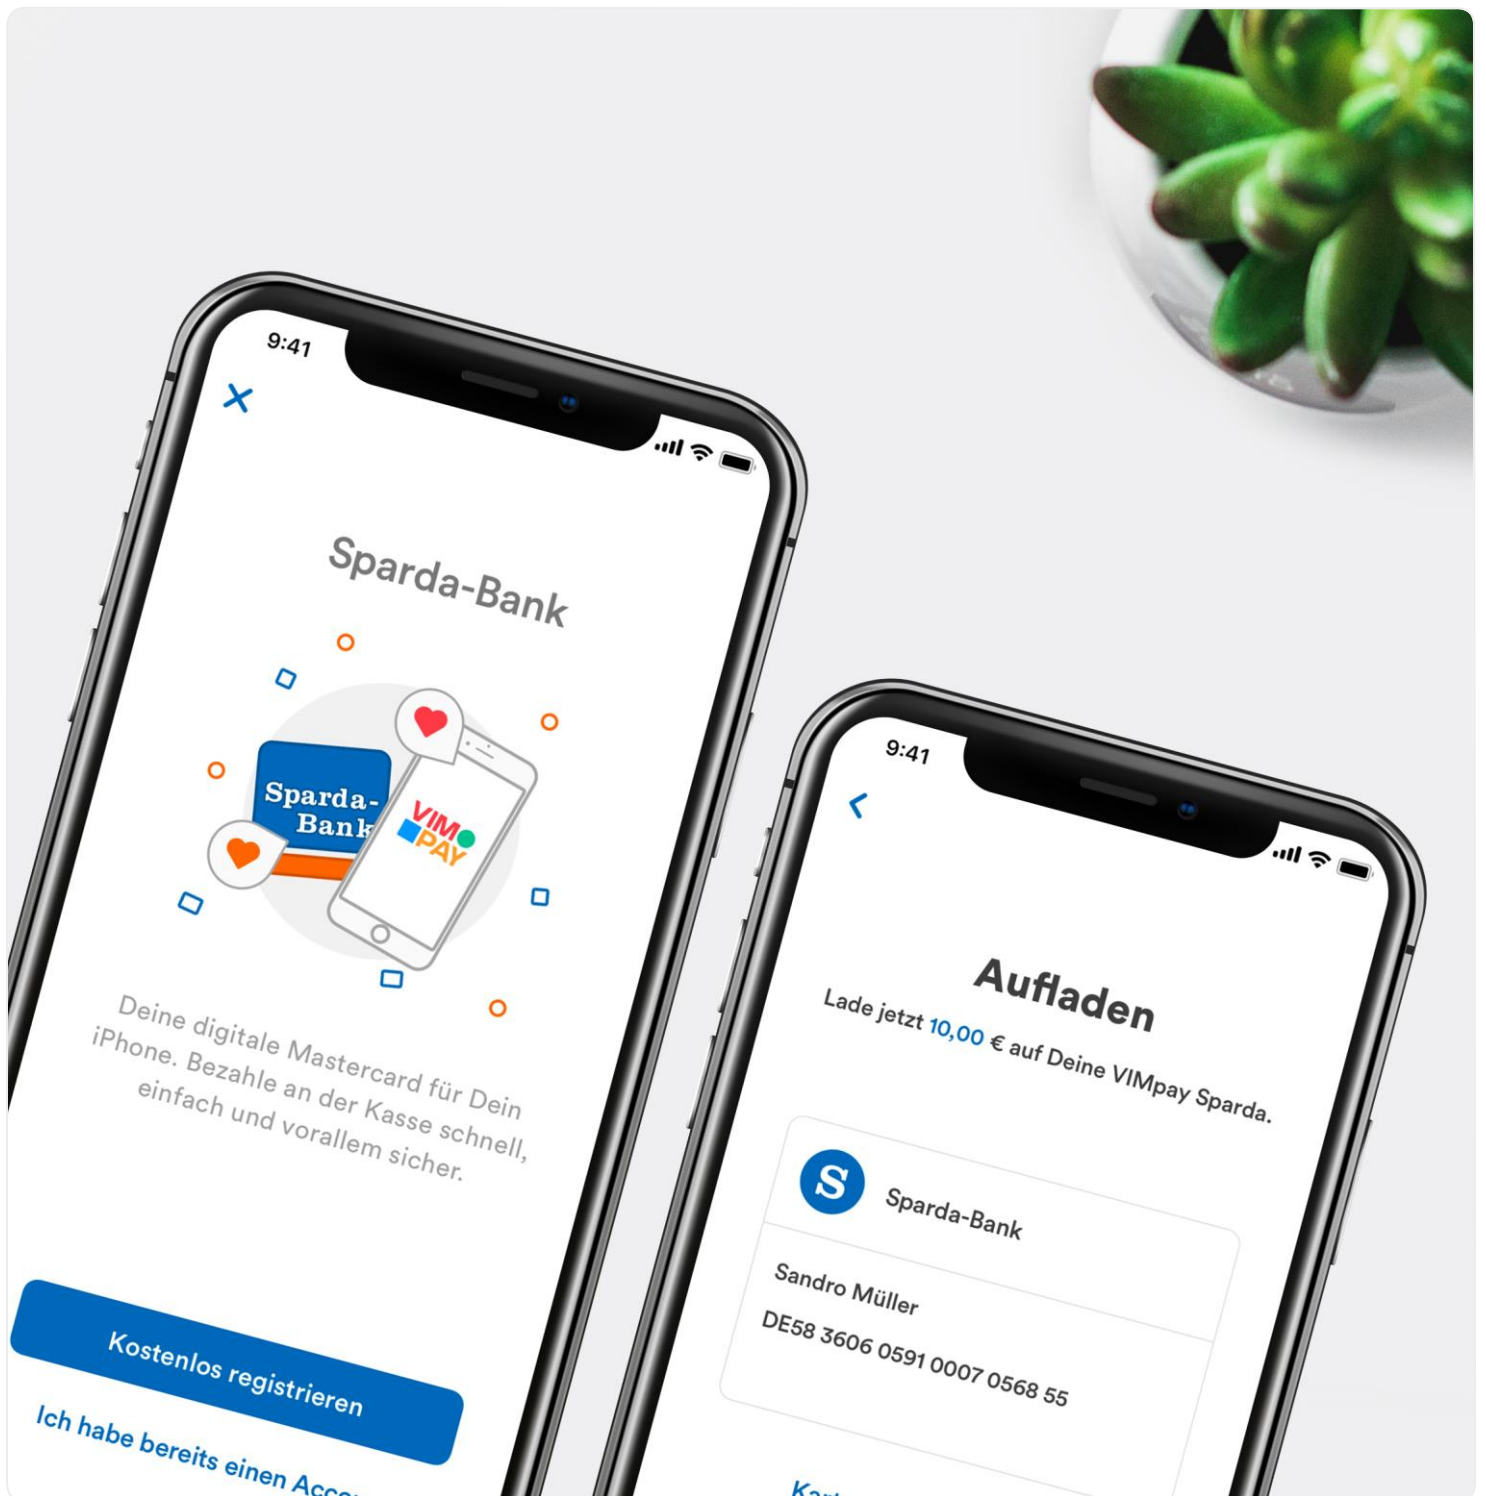 9:41
Sparda-Bank
Sparda-
Bank
VIM
PAY
Deine digitale Mastercard für Dein
iPhone. Bezahle an der Kasse schnell,
einfach und vorallem sicher.
Kostenlos registrieren
Ich habe bereits einen
9:41
Aufladen
Lade jetzt 10,00 € auf Deine VIMpay Sparda.
S
Sparda-Bank
Sandro Müller
DE58 3606 0591 0007 0568 55